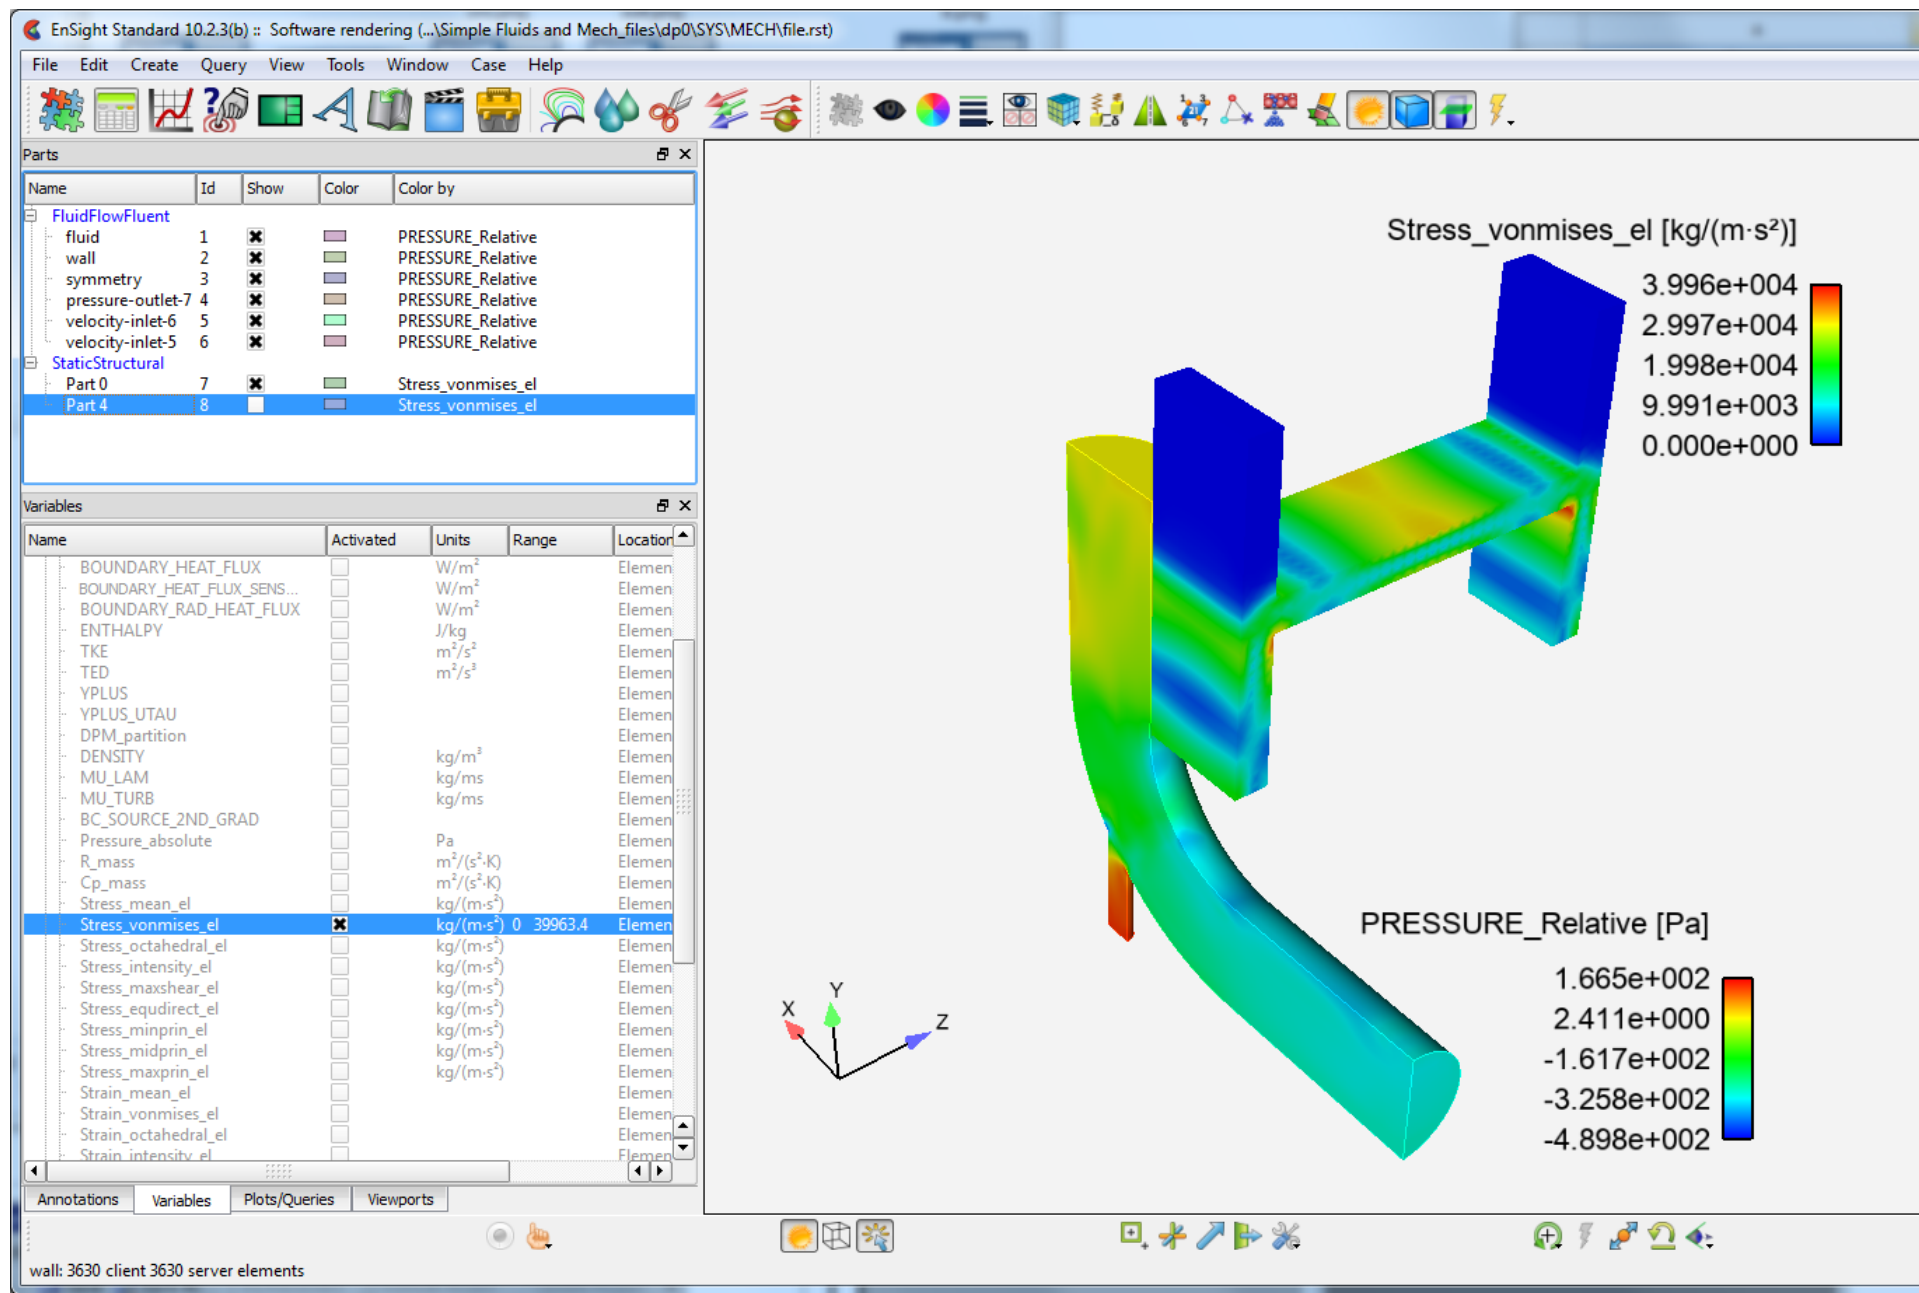 EnSight Standard 10.2.3(b) :: Software rendering (...\Simple Fluids and Mech_files\dp0\SYS\MECH\file.rst)
File Edit Create Query View Tools Window Case Help
Parts
Name Id Show Color Color by
FluidFlowFluent
fluid 1 PRESSURE_Relative
wall 2 PRESSURE_Relative
symmetry 3 PRESSURE_Relative
pressure-outlet-7 4 PRESSURE_Relative
velocity-inlet-6 5 PRESSURE_Relative
velocity-inlet-5 6 PRESSURE_Relative
StaticStructural
Part 0 7 Stress_vonmises_el
Part 4 8 Stress_vonmises_el
Variables
Name Activated Units Range Location
BOUNDARY_HEAT_FLUX W/m² Elemen
BOUNDARY_HEAT_FLUX_SENS... W/m² Elemen
BOUNDARY_RAD_HEAT_FLUX W/m² Elemen
ENTHALPY J/kg Elemen
TKE m²/s² Elemen
TED m²/s³ Elemen
YPLUS Elemen
YPLUS_UTAU Elemen
DPM_partition Elemen
DENSITY kg/m³ Elemen
MU_LAM kg/ms Elemen
MU_TURB kg/ms Elemen
BC_SOURCE_2ND_GRAD Elemen
Pressure_absolute Pa Elemen
R_mass m²/(s²·K) Elemen
Cp_mass m²/(s²·K) Elemen
Stress_mean_el kg/(m·s²) Elemen
Stress_vonmises_el kg/(m·s²) 0 39963.4 Elemen
Stress_octahedral_el kg/(m·s²) Elemen
Stress_intensity_el kg/(m·s²) Elemen
Stress_maxshear_el kg/(m·s²) Elemen
Stress_equdirect_el kg/(m·s²) Elemen
Stress_minprin_el kg/(m·s²) Elemen
Stress_midprin_el kg/(m·s²) Elemen
Stress_maxprin_el kg/(m·s²) Elemen
Strain_mean_el Elemen
Strain_vonmises_el Elemen
Strain_octahedral_el Elemen
Strain_intensity_el Elemen
Annotations Variables Plots/Queries Viewports
wall: 3630 client 3630 server elements
Stress_vonmises_el [kg/(m·s²)]
3.996e+004
2.997e+004
1.998e+004
9.991e+003
0.000e+000
PRESSURE_Relative [Pa]
1.665e+002
2.411e+000
-1.617e+002
-3.258e+002
-4.898e+002
X
Y
Z